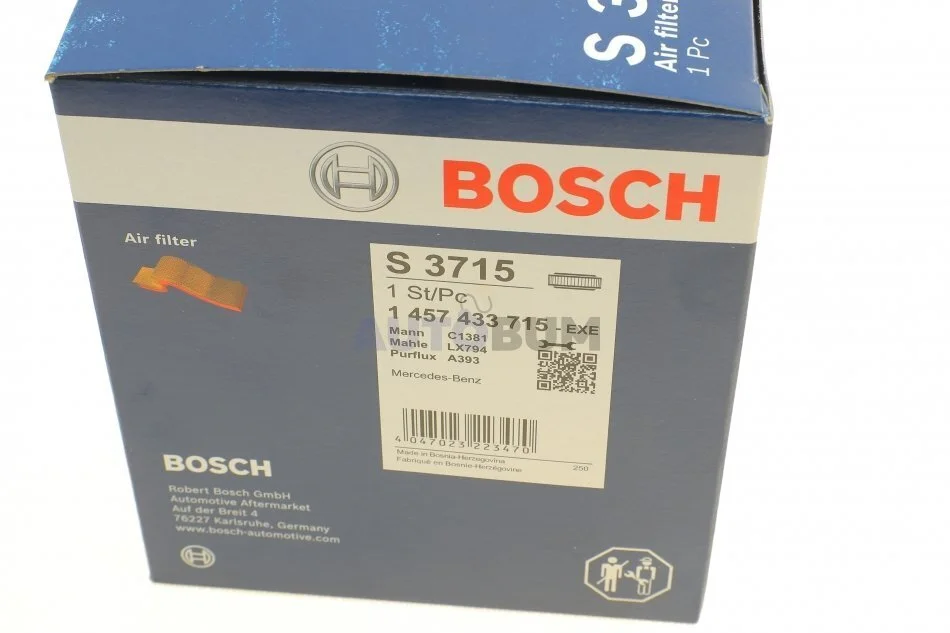 S 3
Air filter
1 Pc
BOSCH
Air filter
S 3715
1 St/Pc
1 457 433 715 - EXE
Mann C1381
Mahle LX794
Purflux A393
Mercedes-Benz
4 047023 223470
Made in Bosnia-Herzegovina
Fabriqué en Bosnie-Herzégovine
250
AUTOBUM
BOSCH
Robert Bosch GmbH
Automotive Aftermarket
Auf der Breit 4
76227 Karlsruhe, Germany
www.bosch-automotive.com